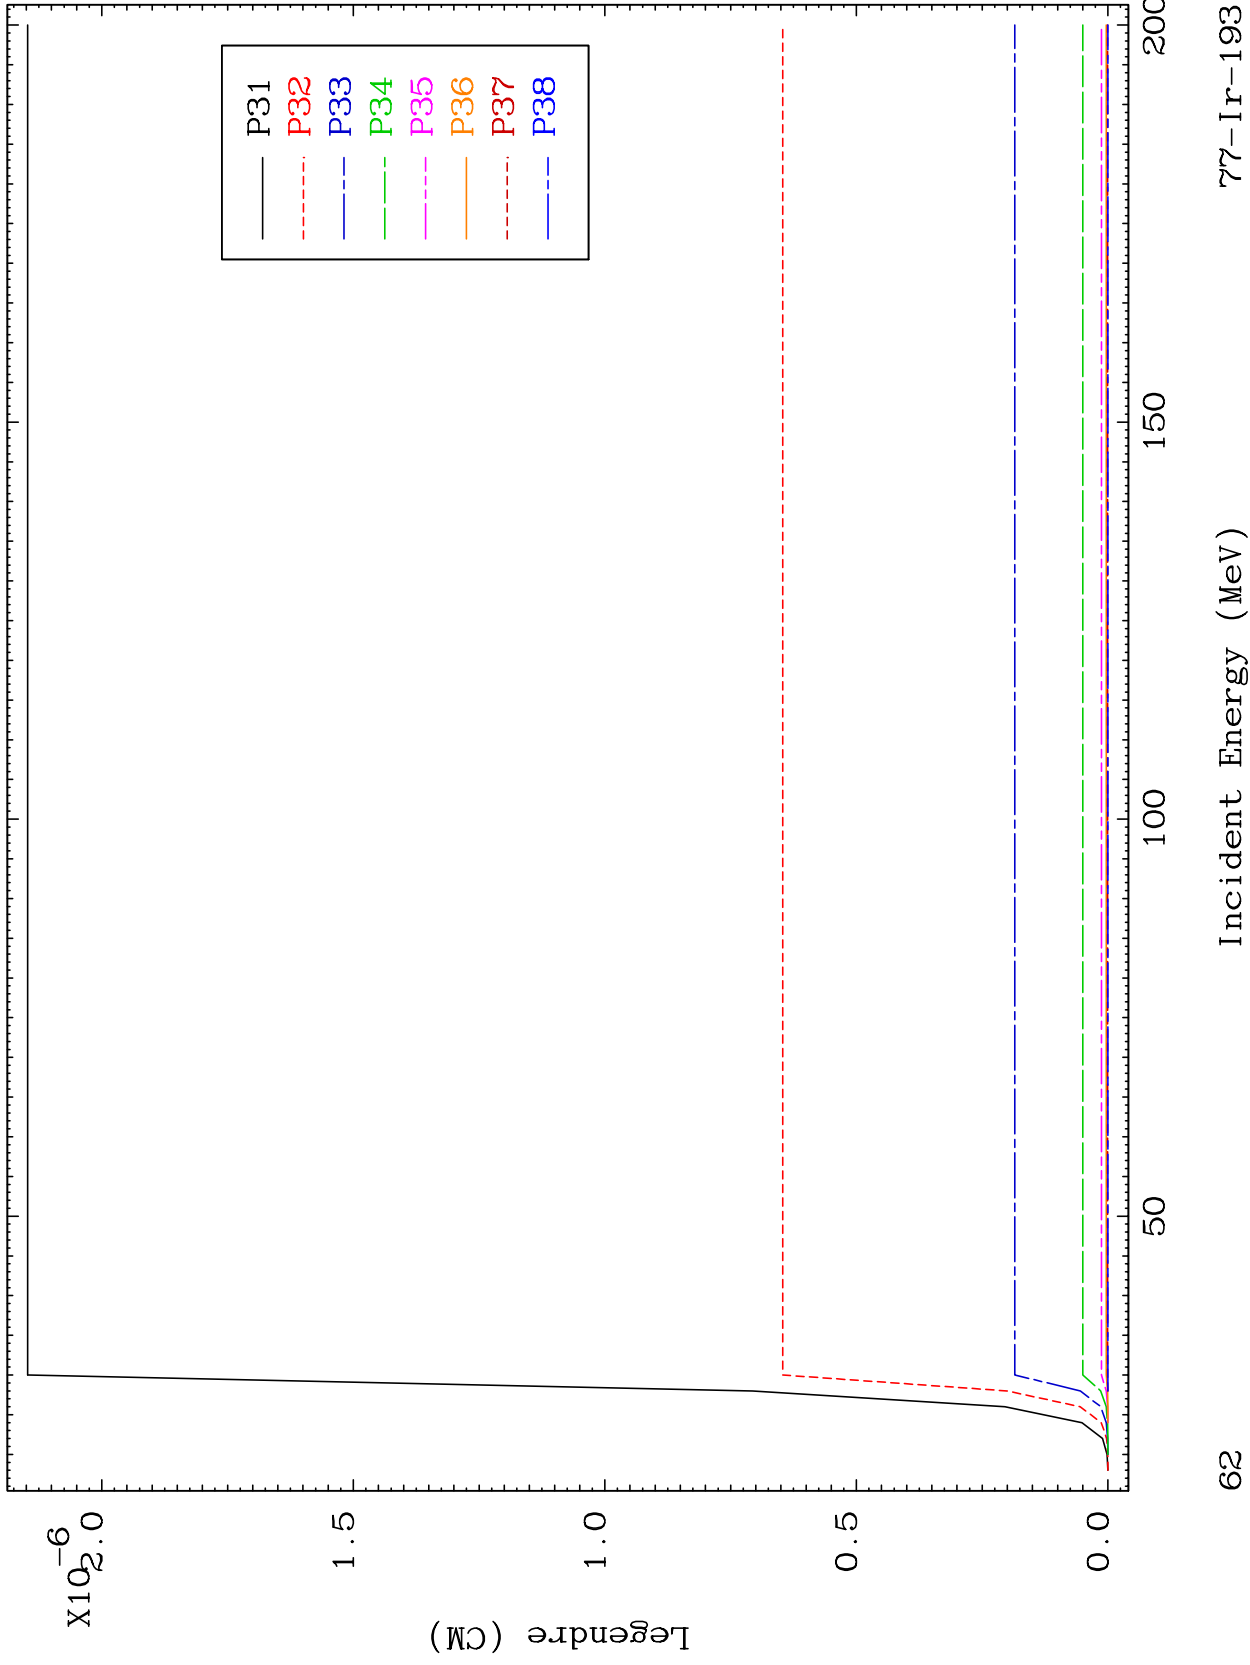 X10-6
2.0
1.5
1.0
0.5
0.0
Legendre (CM)
P31
P32
P33
P34
P35
P36
P37
P38
50
100
150
200
Incident Energy (MeV)
62
77-Ir-193